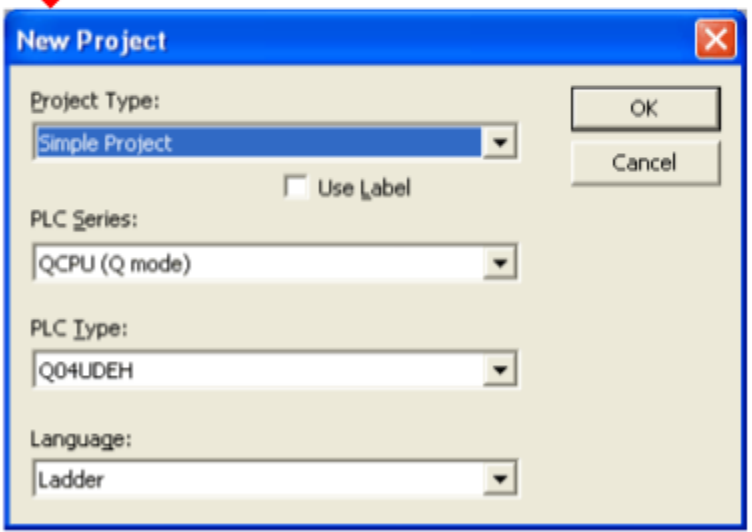 New Project
Project Type:
OK
Simple Project
Cancel
Use Label
PLC Series:
QCPU (Q mode)
PLC Type:
Q04UDEH
Language:
Ladder